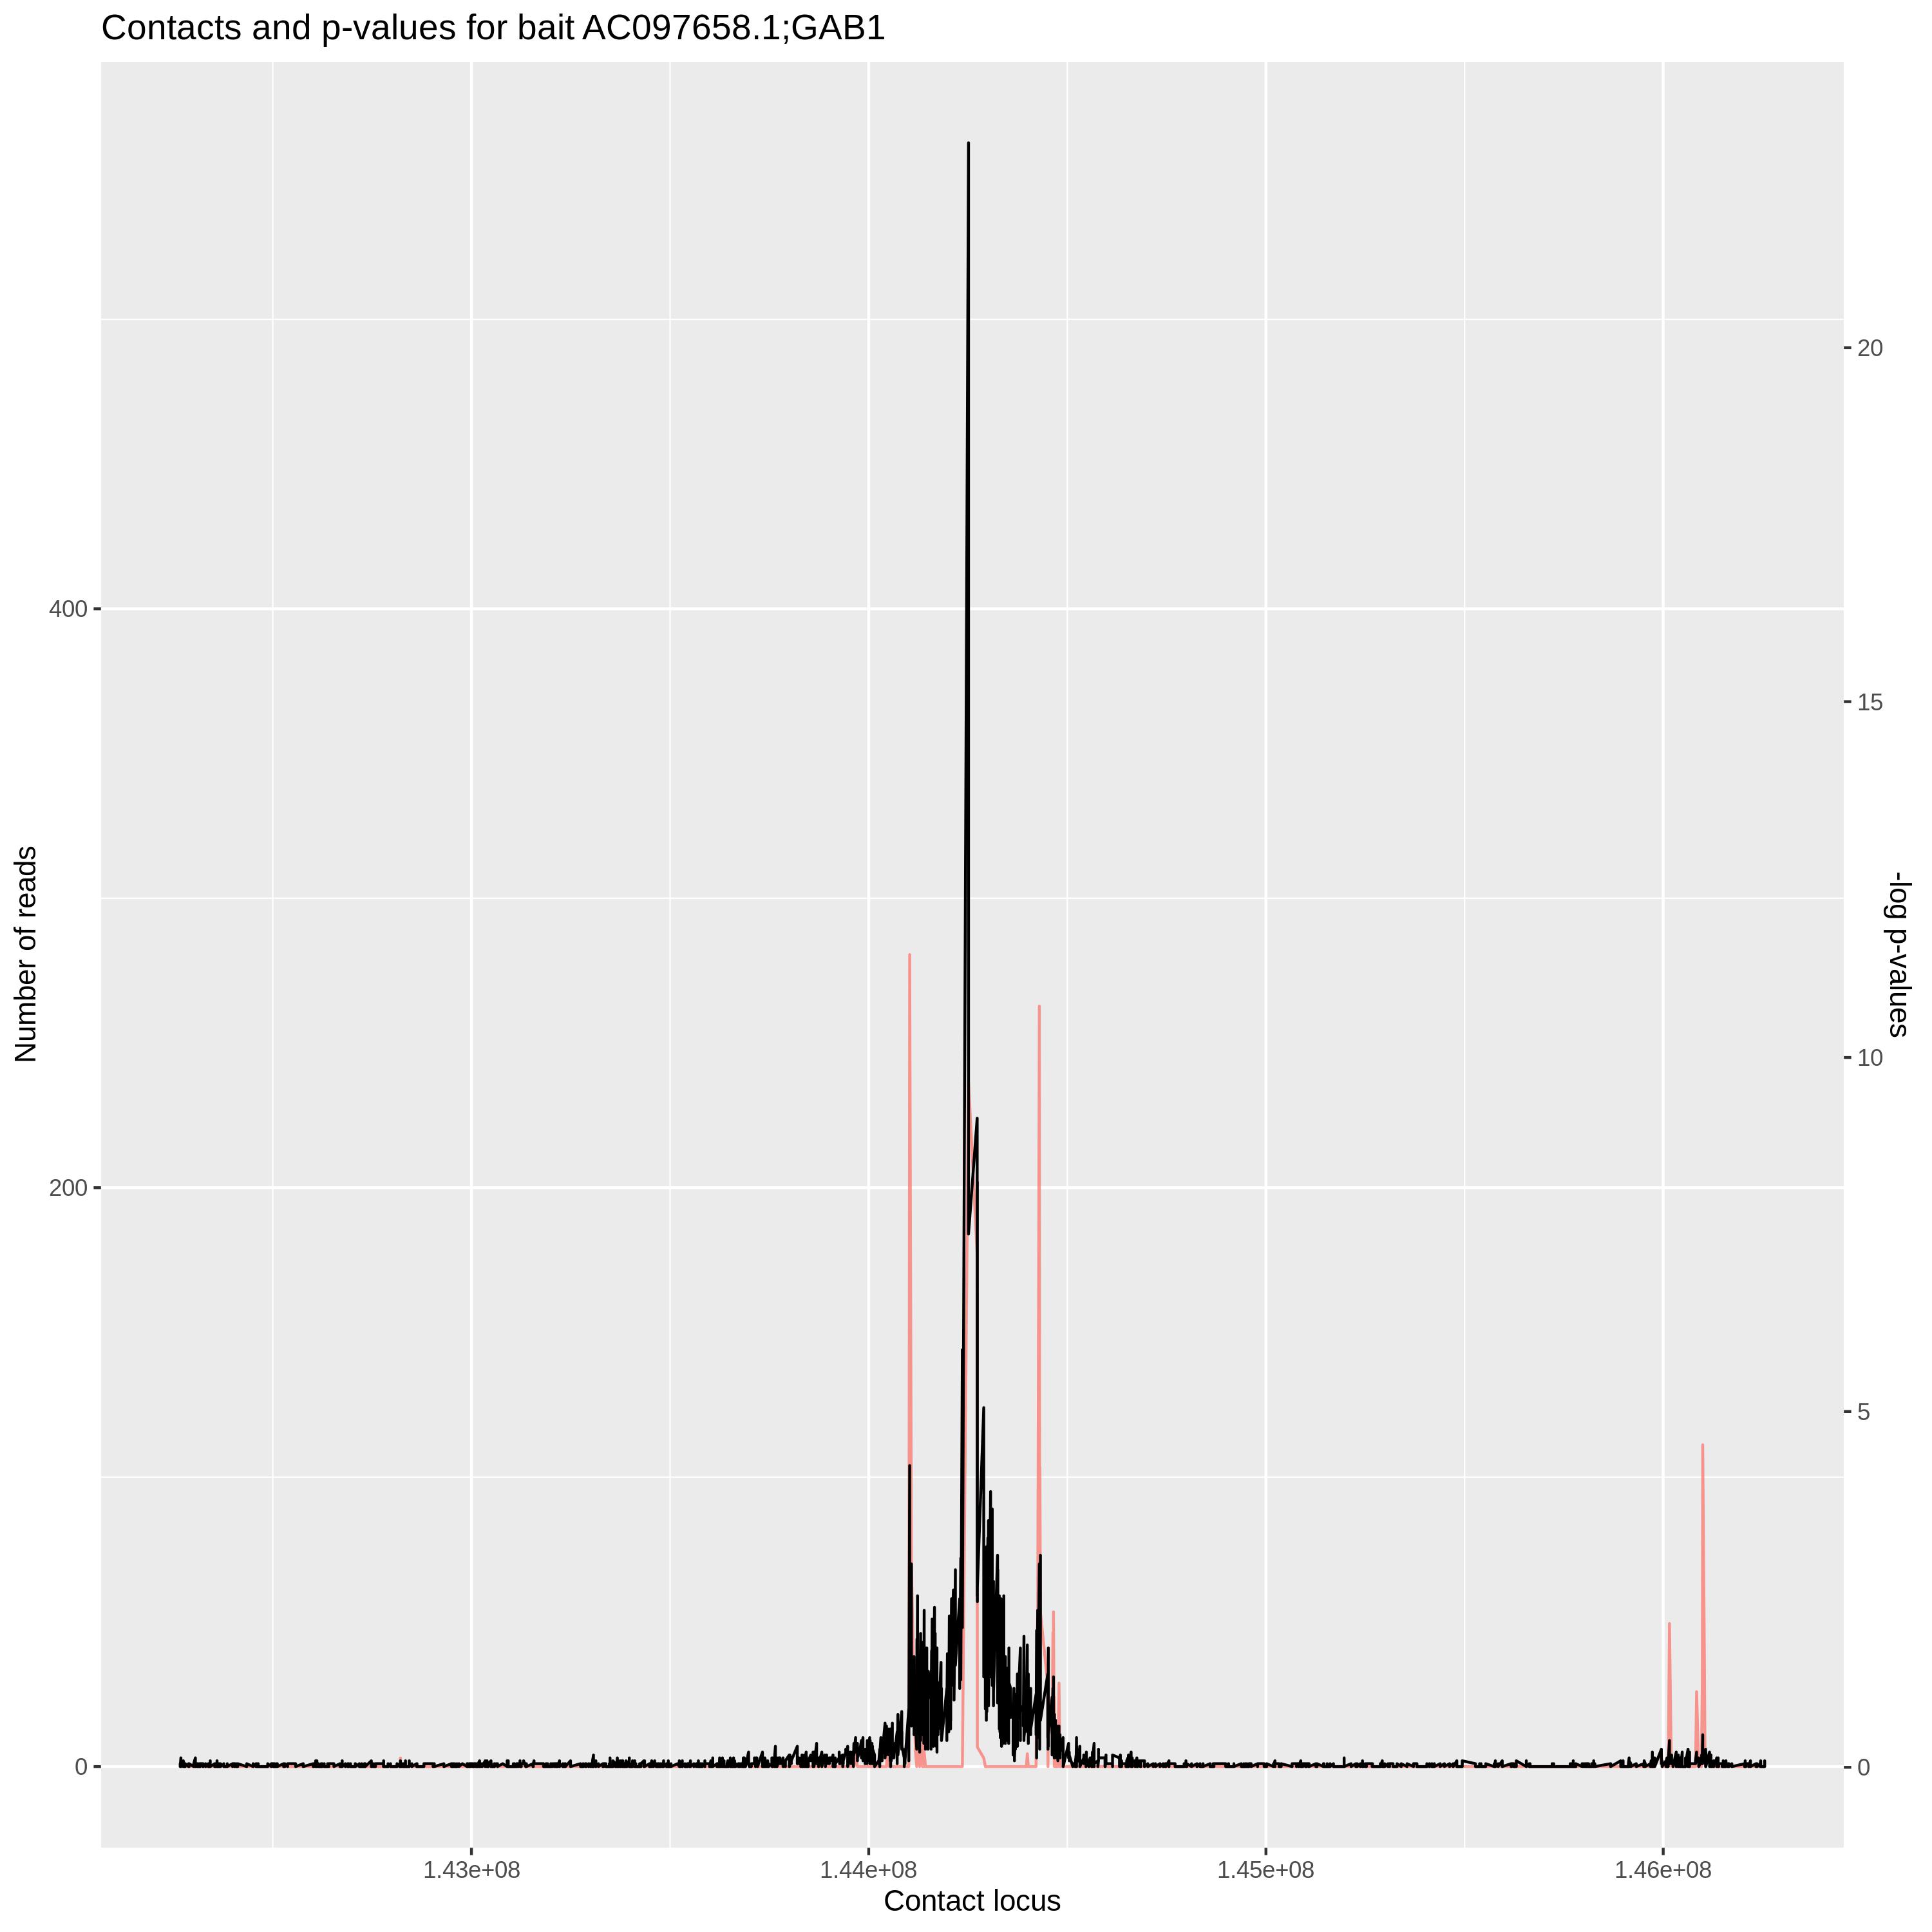 Contacts and p-values for bait AC097658.1;GAB1
Number of reads
400
200
0
20
15
10
5
0
-log p-values
1.43e+08
1.44e+08
1.45e+08
1.46e+08
Contact locus